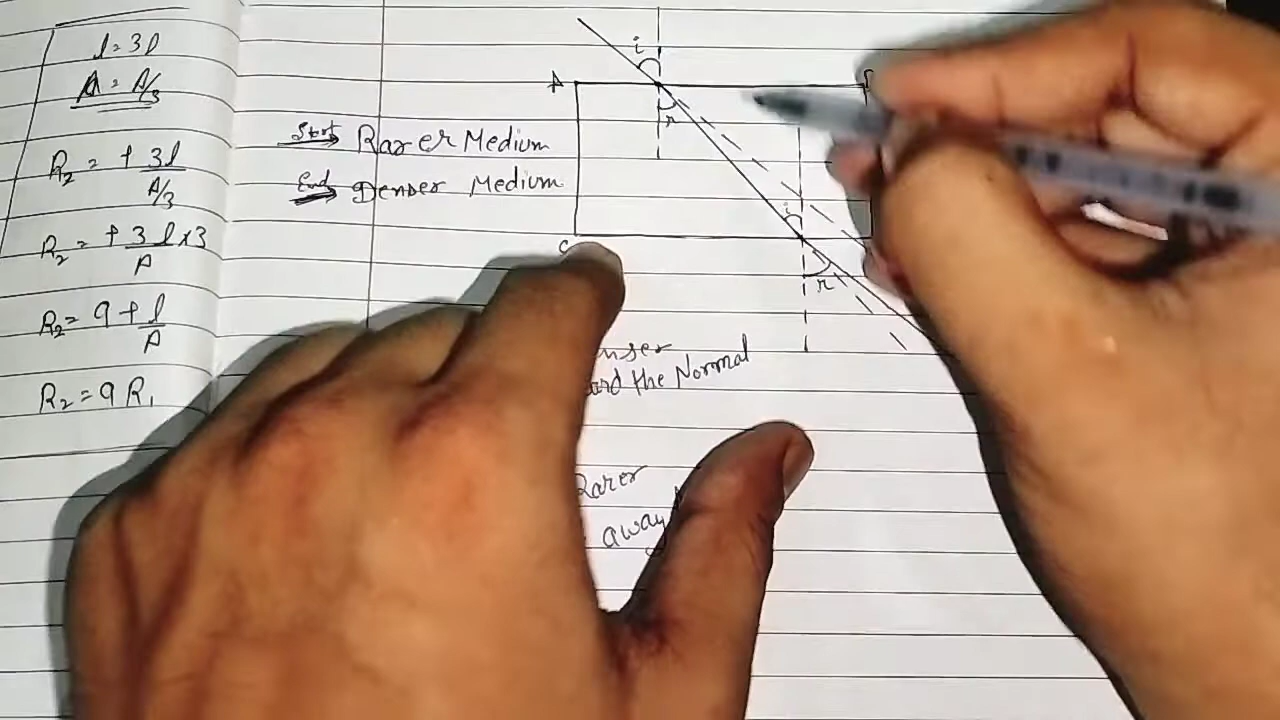 l = 3l
A = A/3
R₂ = ρ 3l
A/3
R₂ = ρ 3l × 3
A
R₂ = 9 ρ l
A
R₂ = 9 R₁
i
A
r
Start Rarer Medium
End Denser Medium
i
C
r
the Normal
Rarer
away